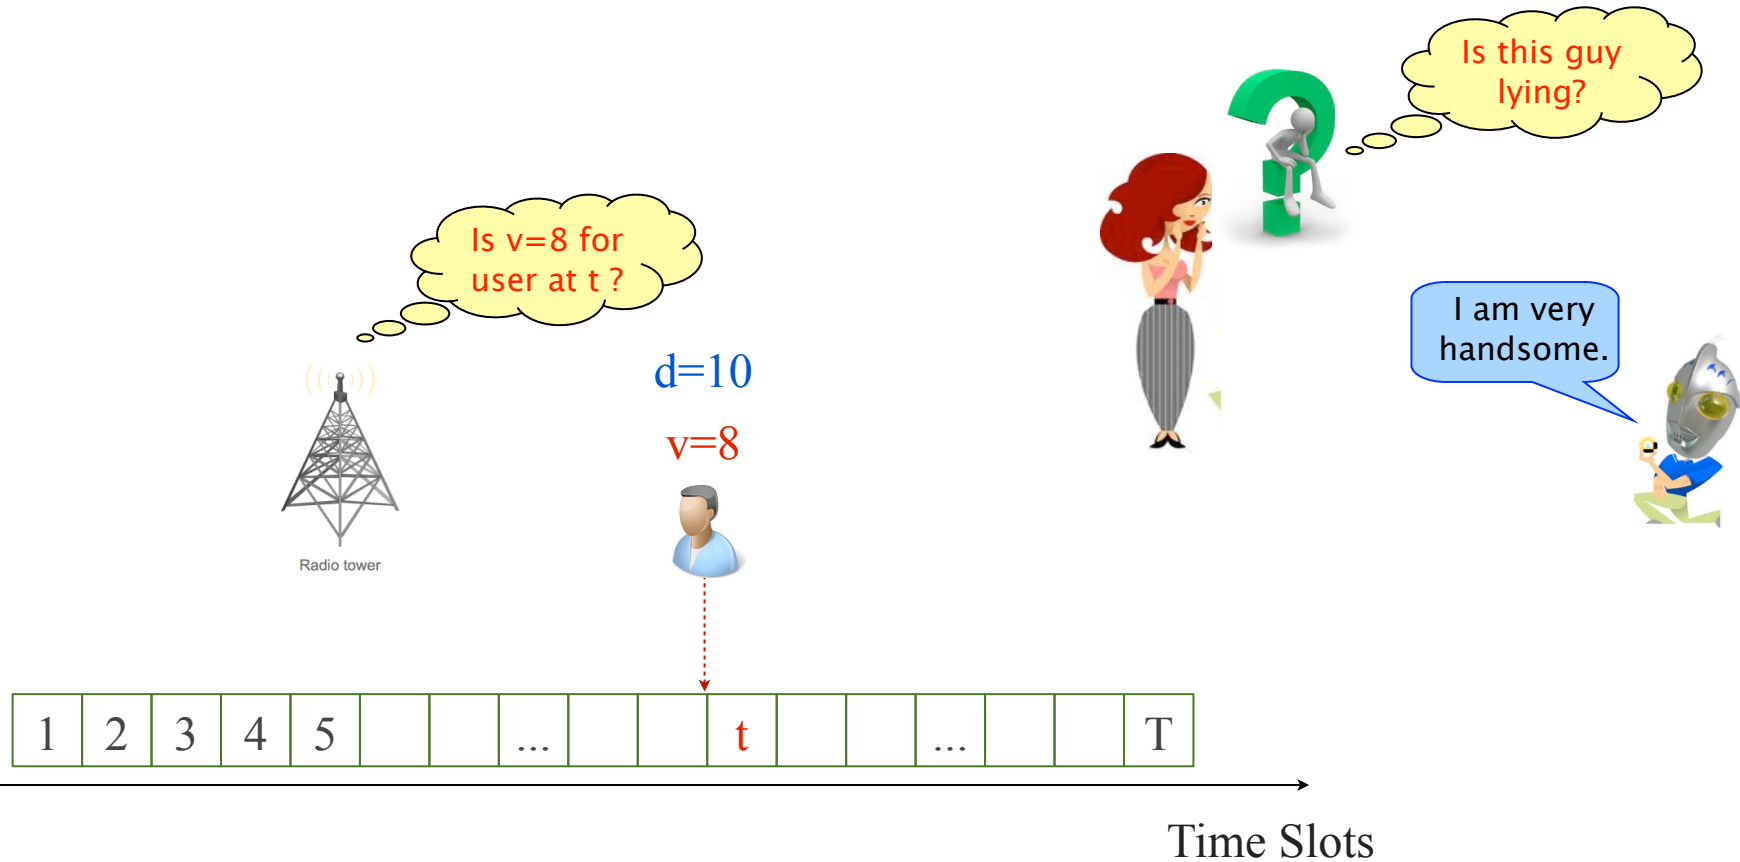 Is this guy
lying?
Is v=8 for
user at t ?
I am very
handsome.
d=10
v=8
Radio tower
1 2 3 4 5 ... t ... T
Time Slots